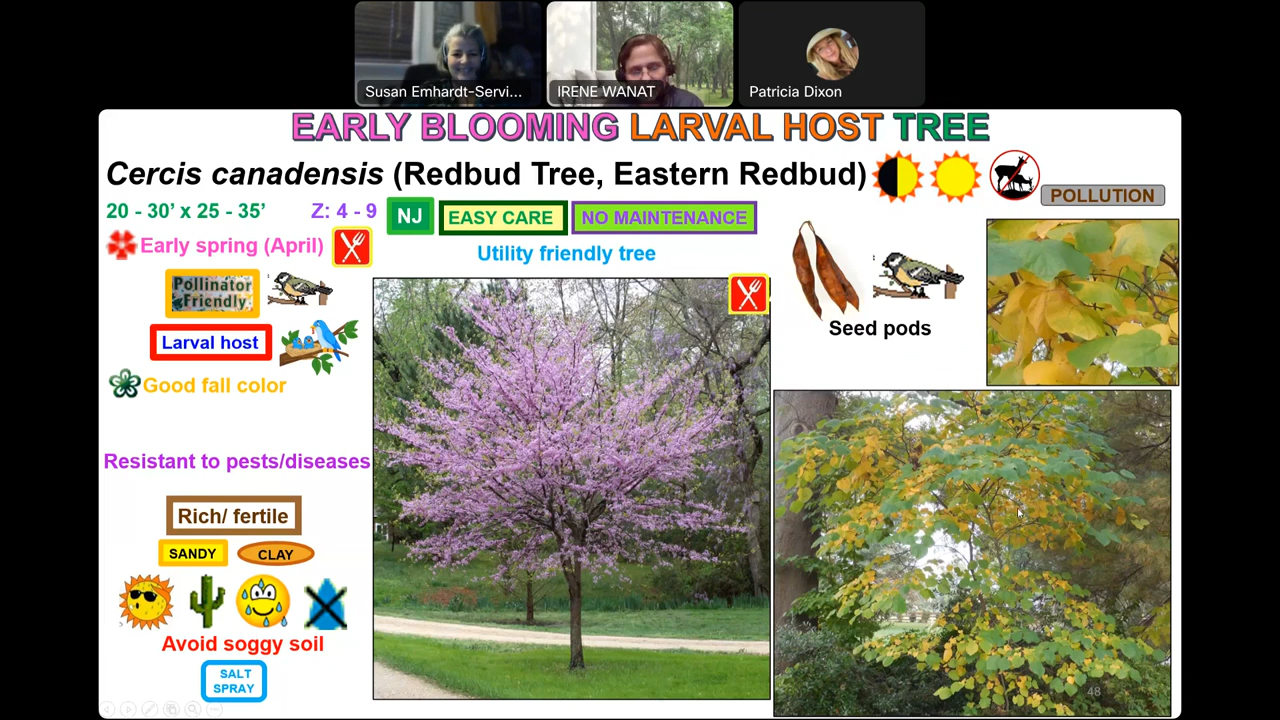 Susan Emhardt-Servi...
IRENE WANAT
Patricia Dixon
EARLY BLOOMING LARVAL HOST TREE
Cercis canadensis (Redbud Tree, Eastern Redbud)
POLLUTION
20 - 30’ x 25 - 35’
Z: 4 - 9
NJ
EASY CARE
NO MAINTENANCE
Early spring (April)
Utility friendly tree
Pollinator
Friendly
Seed pods
Larval host
Good fall color
Resistant to pests/diseases
Rich/ fertile
SANDY
CLAY
Avoid soggy soil
SALT
SPRAY
48